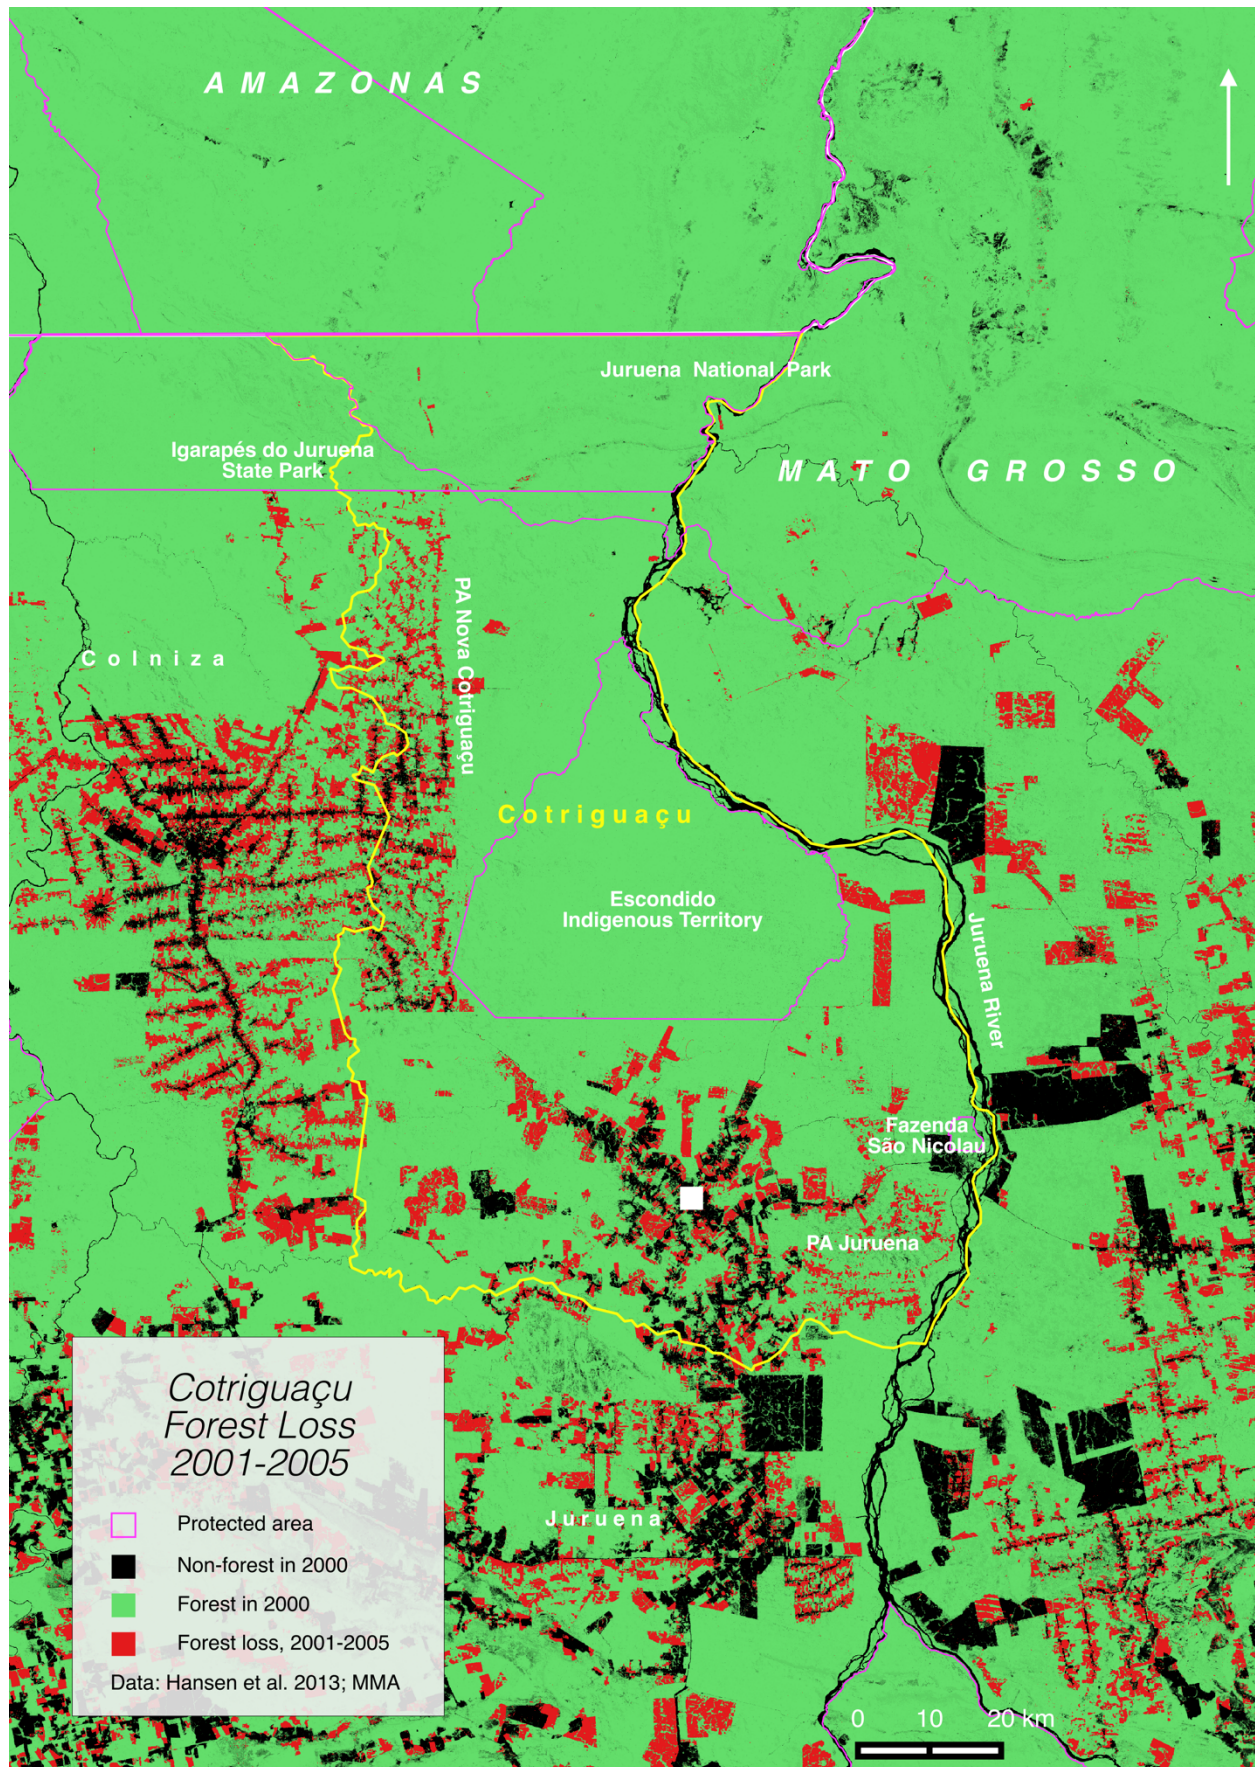 AMAZONAS
Juruena National Park
Igarapés do Juruena
State Park
MATO GROSSO
PA Nova Cotriguaçu
Colniza
Cotriguaçu
Escondido
Indigenous Territory
Juruena River
Fazenda
São Nicolau
PA Juruena
Cotriguaçu
Forest Loss
2001-2005
Protected area
Non-forest in 2000
Forest in 2000
Forest loss, 2001-2005
Data: Hansen et al. 2013; MMA
Juruena
0 10 20 km